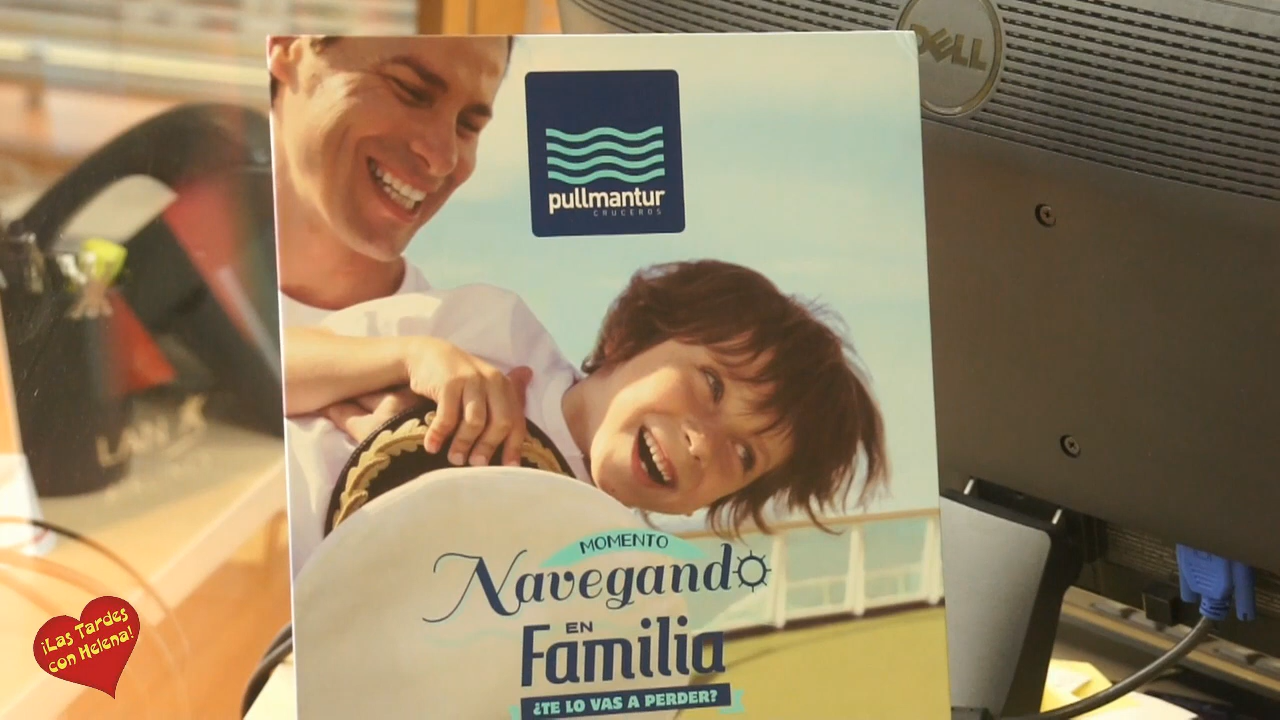 DELL
pullmantur
CRUCEROS
MOMENTO
Navegando
EN
Familia
¿TE LO VAS A PERDER?
¡Las Tardes
con Helena!